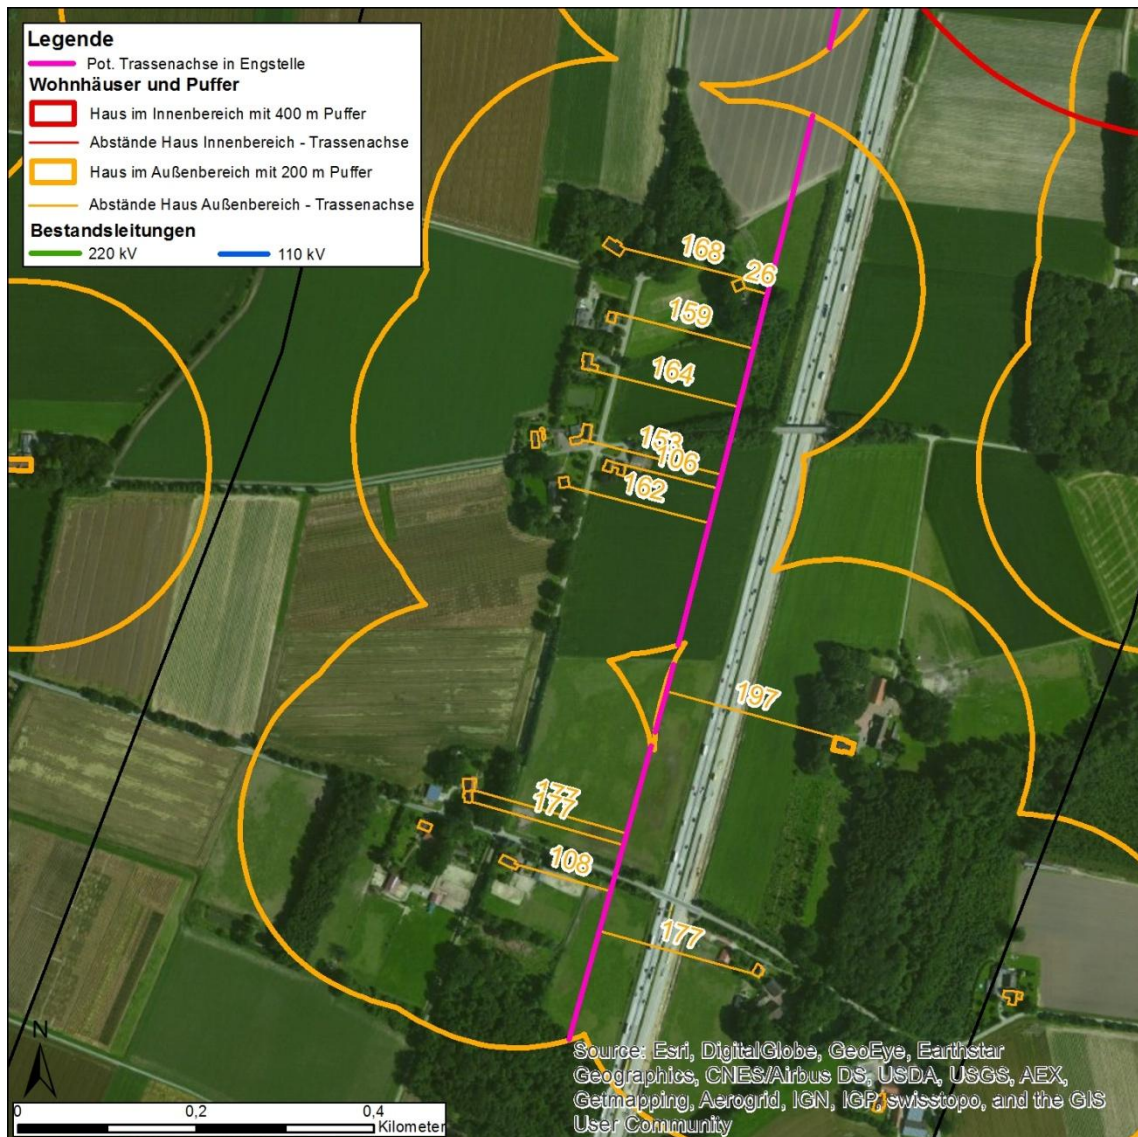 Legende
Pot. Trassenachse in Engstelle
Wohnhäuser und Puffer
Haus im Innenbereich mit 400 m Puffer
Abstände Haus Innenbereich - Trassenachse
Haus im Außenbereich mit 200 m Puffer
Abstände Haus Außenbereich - Trassenachse
Bestandsleitungen
220 kV 110 kV
168
26
159
164
153
106
162
197
177
177
108
177
N
0 0,2 0,4
Kilometer
Source: Esri, DigitalGlobe, GeoEye, Earthstar
Geographics, CNES/Airbus DS, USDA, USGS, AEX,
Getmapping, Aerogrid, IGN, IGP, swisstopo, and the GIS
User Community